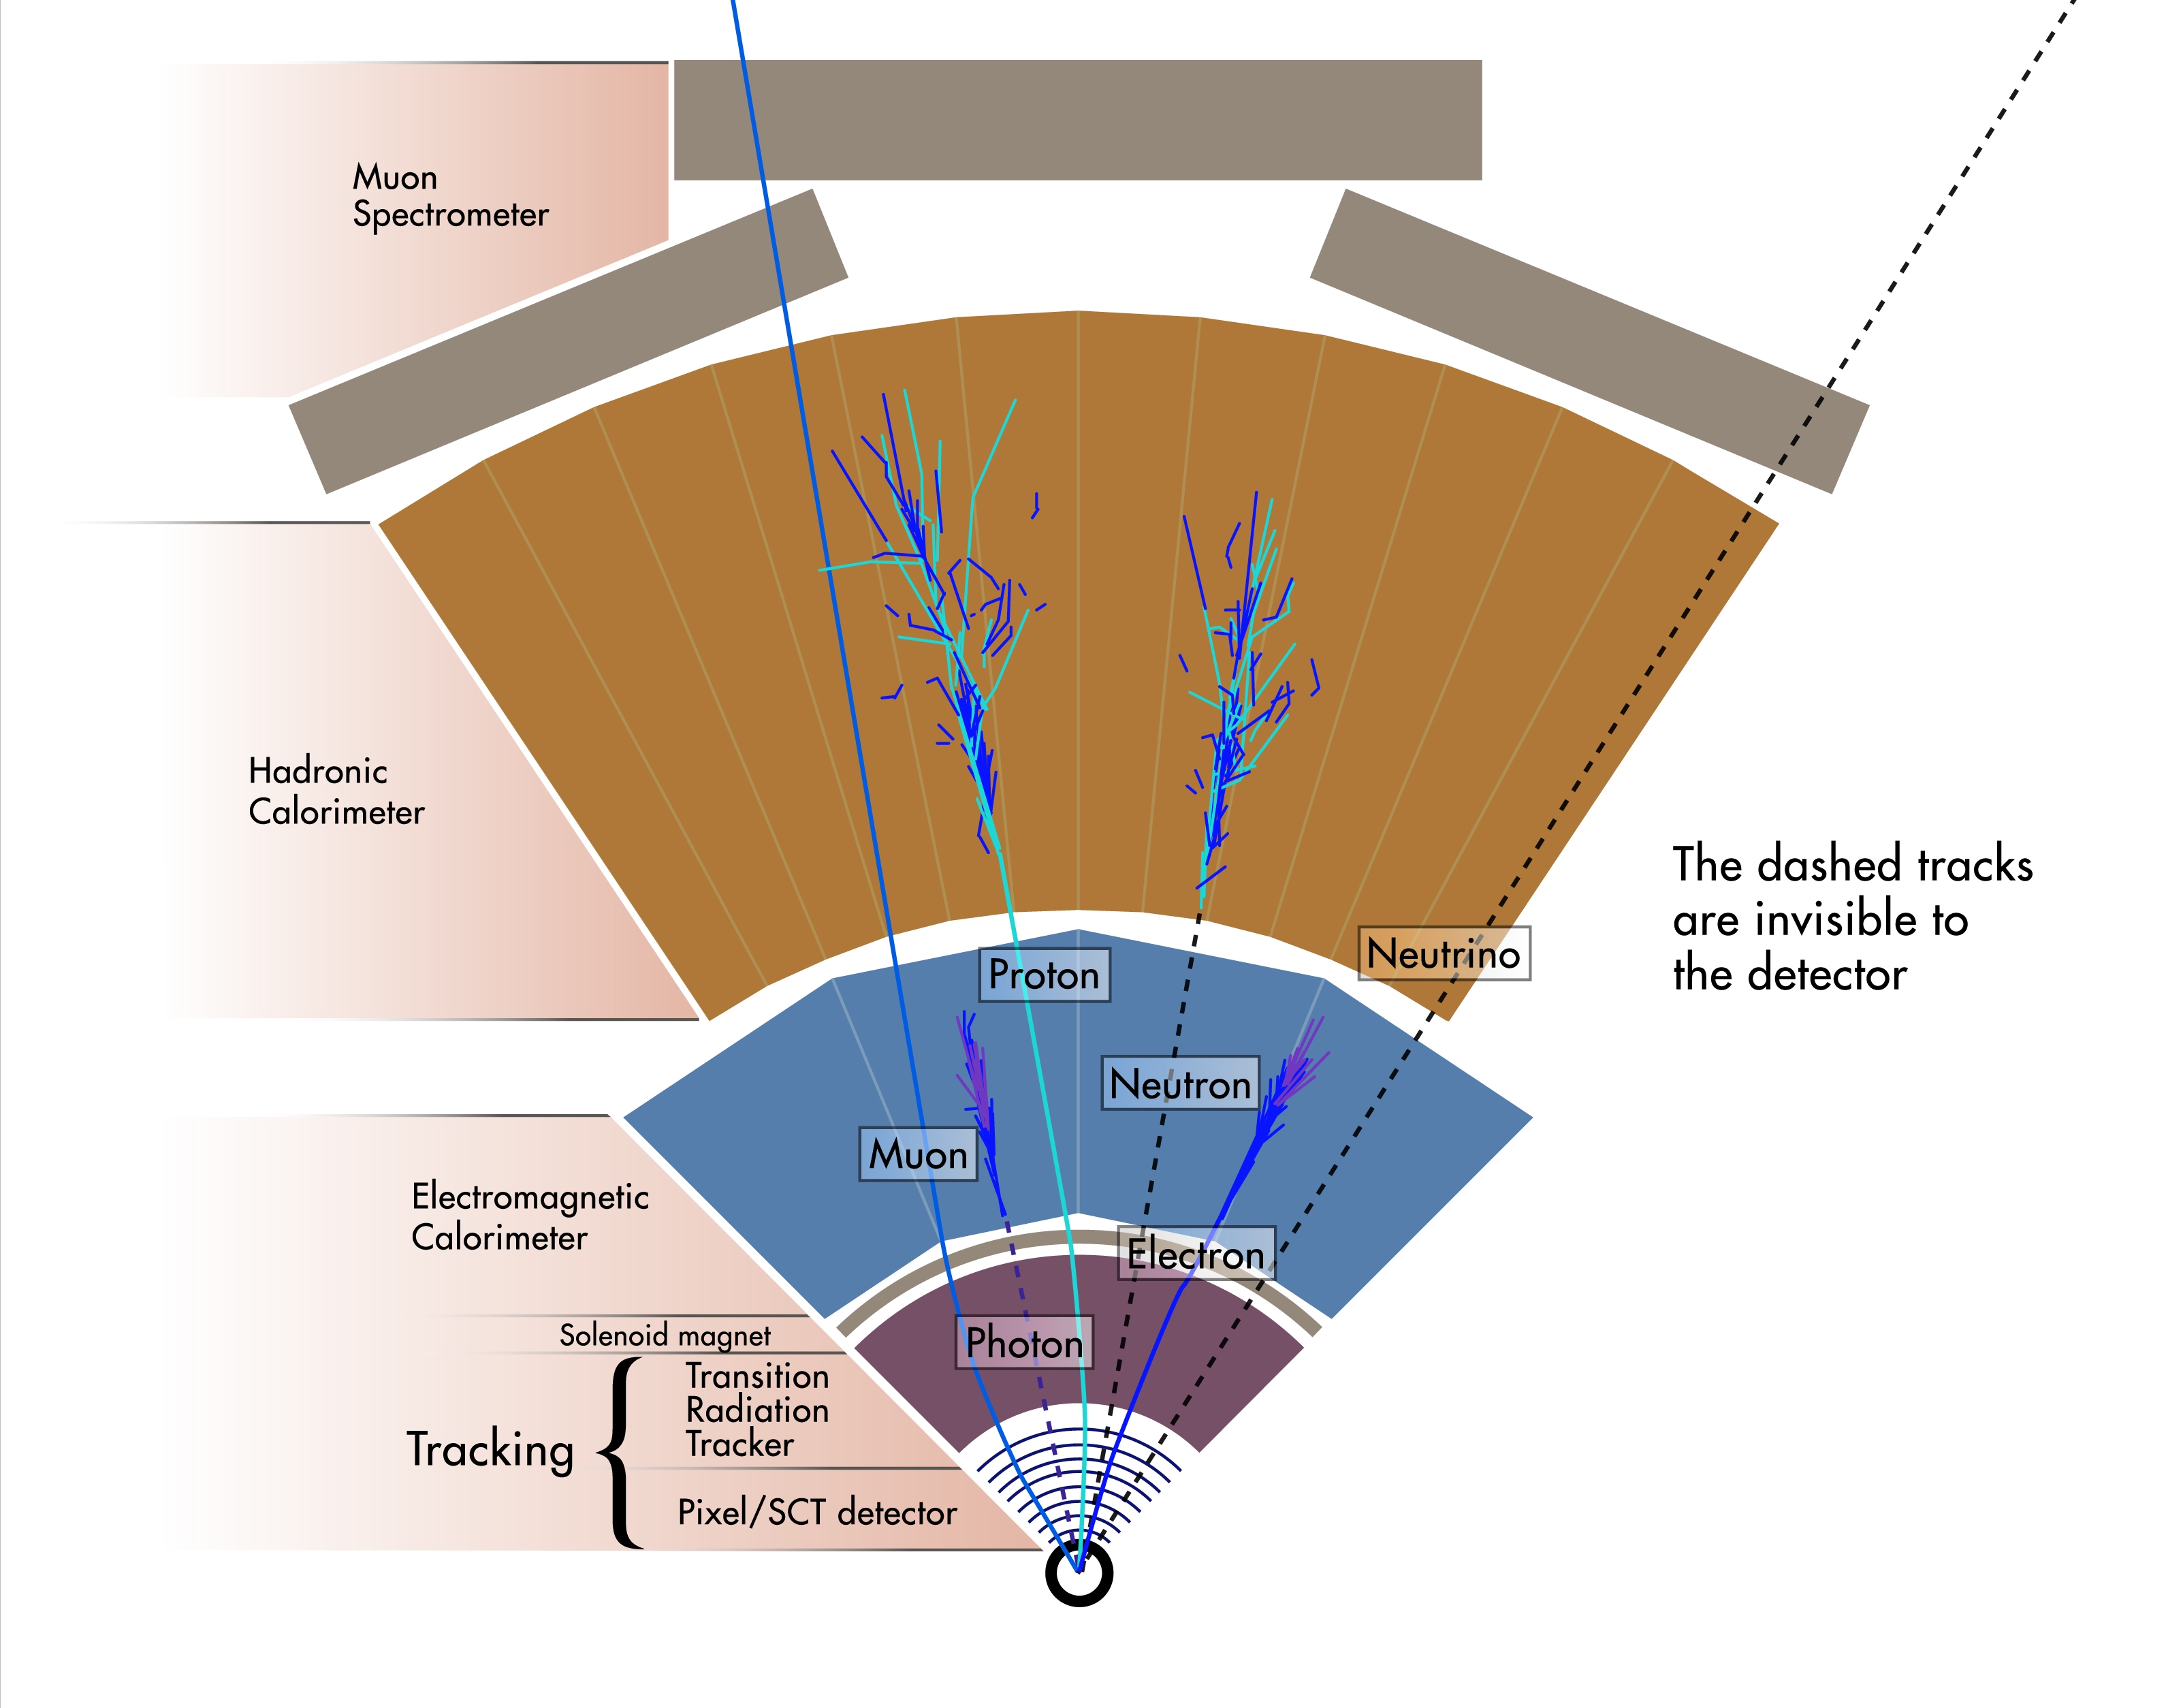 Muon
Spectrometer
Hadronic
Calorimeter
The dashed tracks
are invisible to
the detector
Neutrino
Proton
Neutron
Muon
Electromagnetic
Calorimeter
Electron
Solenoid magnet
Photon
Transition
Radiation
Tracker
Tracking
Pixel/SCT detector